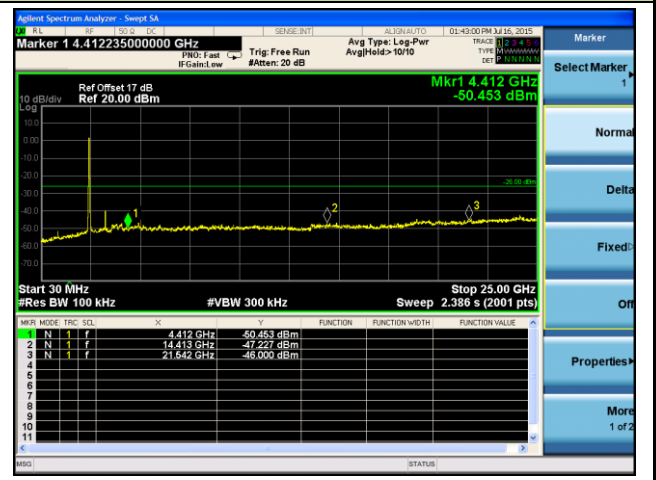 Agilent Spectrum Analyzer - Swept SA
RL RF 50 Ω DC SENSE:INT ALIGNAUTO 01:43:00 PM Jul 16, 2015
Marker 1 4.412235000000 GHz
PNO: Fast
IFGain:Low
Trig: Free Run
#Atten: 20 dB
Avg Type: Log-Pwr
Avg|Hold:>10/10
TRACE 1 2 3 4 5 6
TYPE M
DET P N N N N N
Marker
Select Marker
1
Normal
Delta
Fixed
Off
Properties
More
1 of 2
Mkr1 4.412 GHz
-50.453 dBm
Ref Offset 17 dB
Ref 20.00 dBm
10 dB/div
Log
10.0
0.00
-10.0
-20.0
-30.0
-40.0
-50.0
-60.0
-70.0
-26.00 dBm
1
2
3
Start 30 MHz
Stop 25.00 GHz
#Res BW 100 kHz #VBW 300 kHz Sweep 2.386 s (2001 pts)
MKR MODE TRC SCL X Y FUNCTION FUNCTION WIDTH FUNCTION VALUE
1 N 1 f 4.412 GHz -50.453 dBm
2 N 1 f 14.413 GHz -47.227 dBm
3 N 1 f 21.542 GHz -46.000 dBm
4
5
6
7
8
9
10
11
MSG STATUS